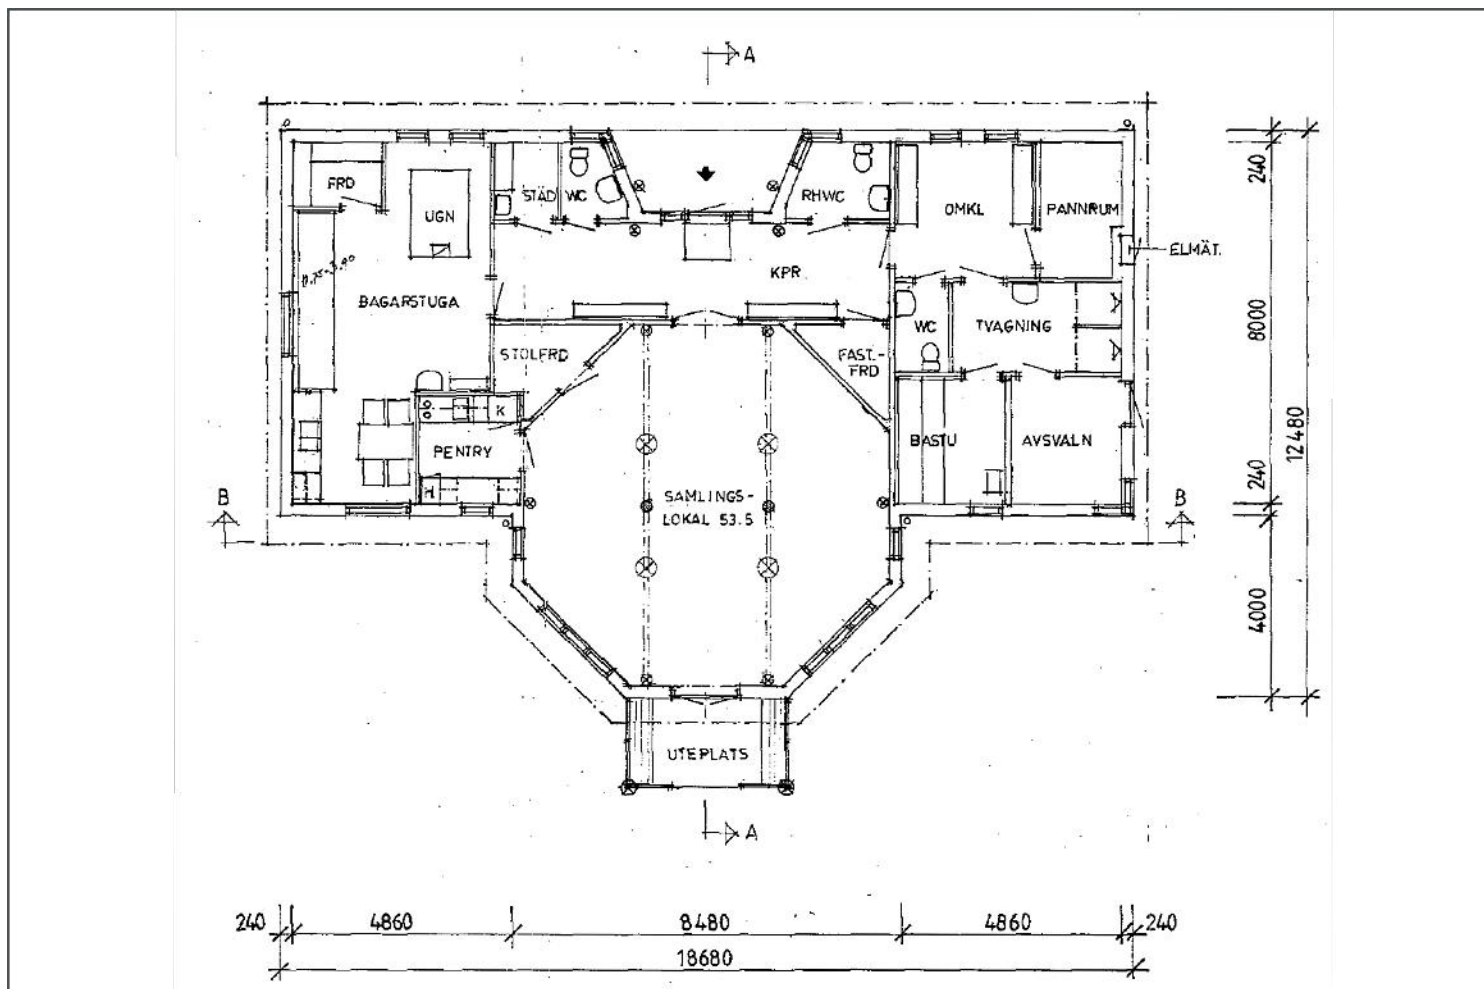 A
FRD
STÄD
WC
RHWC
OMKL
PANNRUM
UGN
ELMÄT.
KPR
BAGARSTUGA
STOLFRD
FAST.-
FRD
WC
TVAGNING
K
PENTRY
H
BASTU
AVSVALN
SAMLINGS-
LOKAL 53.5
B
B
UTEPLATS
A
240
8000
240
4000
12480
240
4860
8480
4860
240
18680